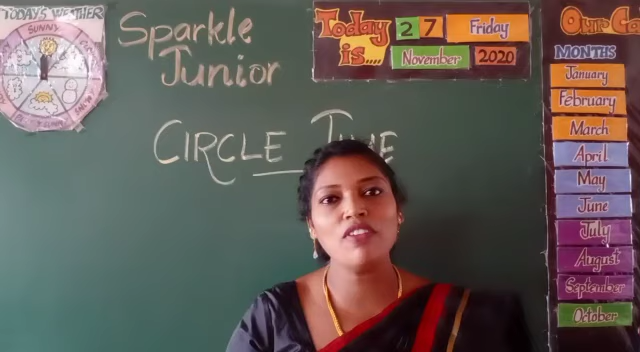 TODAY'S WEATHER
SUNNY
Sparkle
Junior
CIRCLE
Today
is....
27
Friday
November
2020
MONTHS
January
February
March
April
May
June
July
August
September
October